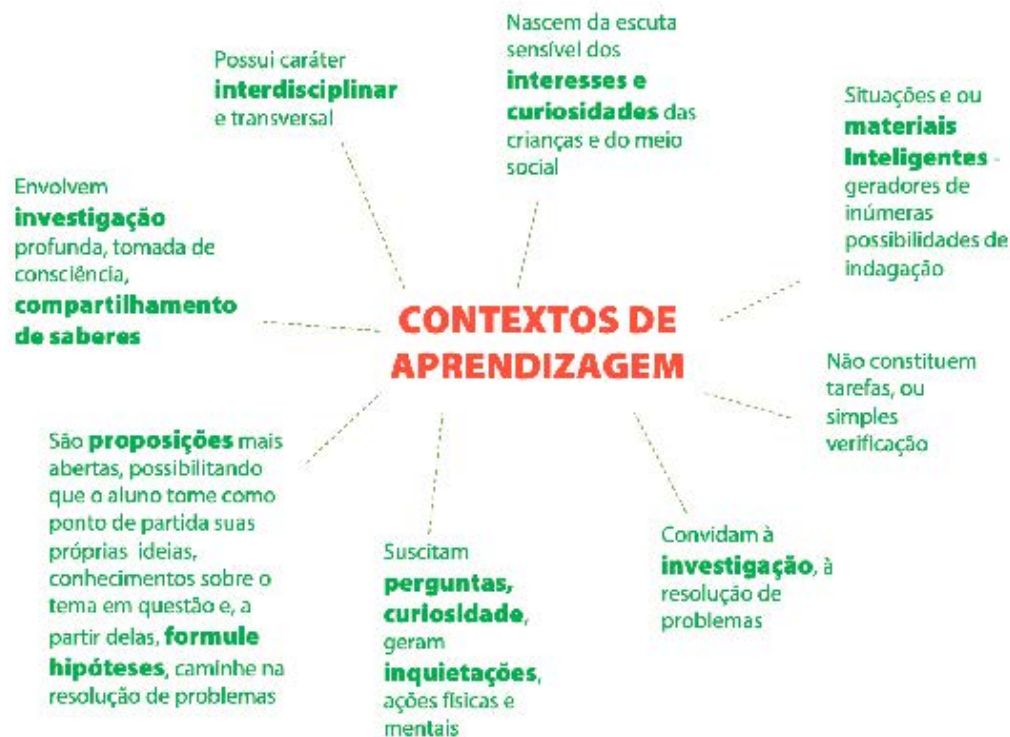 Possui caráter
interdisciplinar
e transversal
Nascem da escuta
sensível dos
interesses e
curiosidades das
crianças e do meio
social
Situações e ou
materiais
Inteligentes -
geradores de
inúmeras
possibilidades de
indagação
Envolvem
investigação
profunda, tomada de
consciência,
compartilhamento
de saberes
CONTEXTOS DE
APRENDIZAGEM
Não constituem
tarefas, ou
simples
verificação
São proposições mais
abertas, possibilitando
que o aluno tome como
ponto de partida suas
próprias ideias,
conhecimentos sobre o
tema em questão e, a
partir delas, formule
hipóteses, caminhe na
resolução de problemas
Suscitam
perguntas,
curiosidade,
geram
inquietações,
ações físicas e
mentais
Convidam à
investigação, à
resolução de
problemas